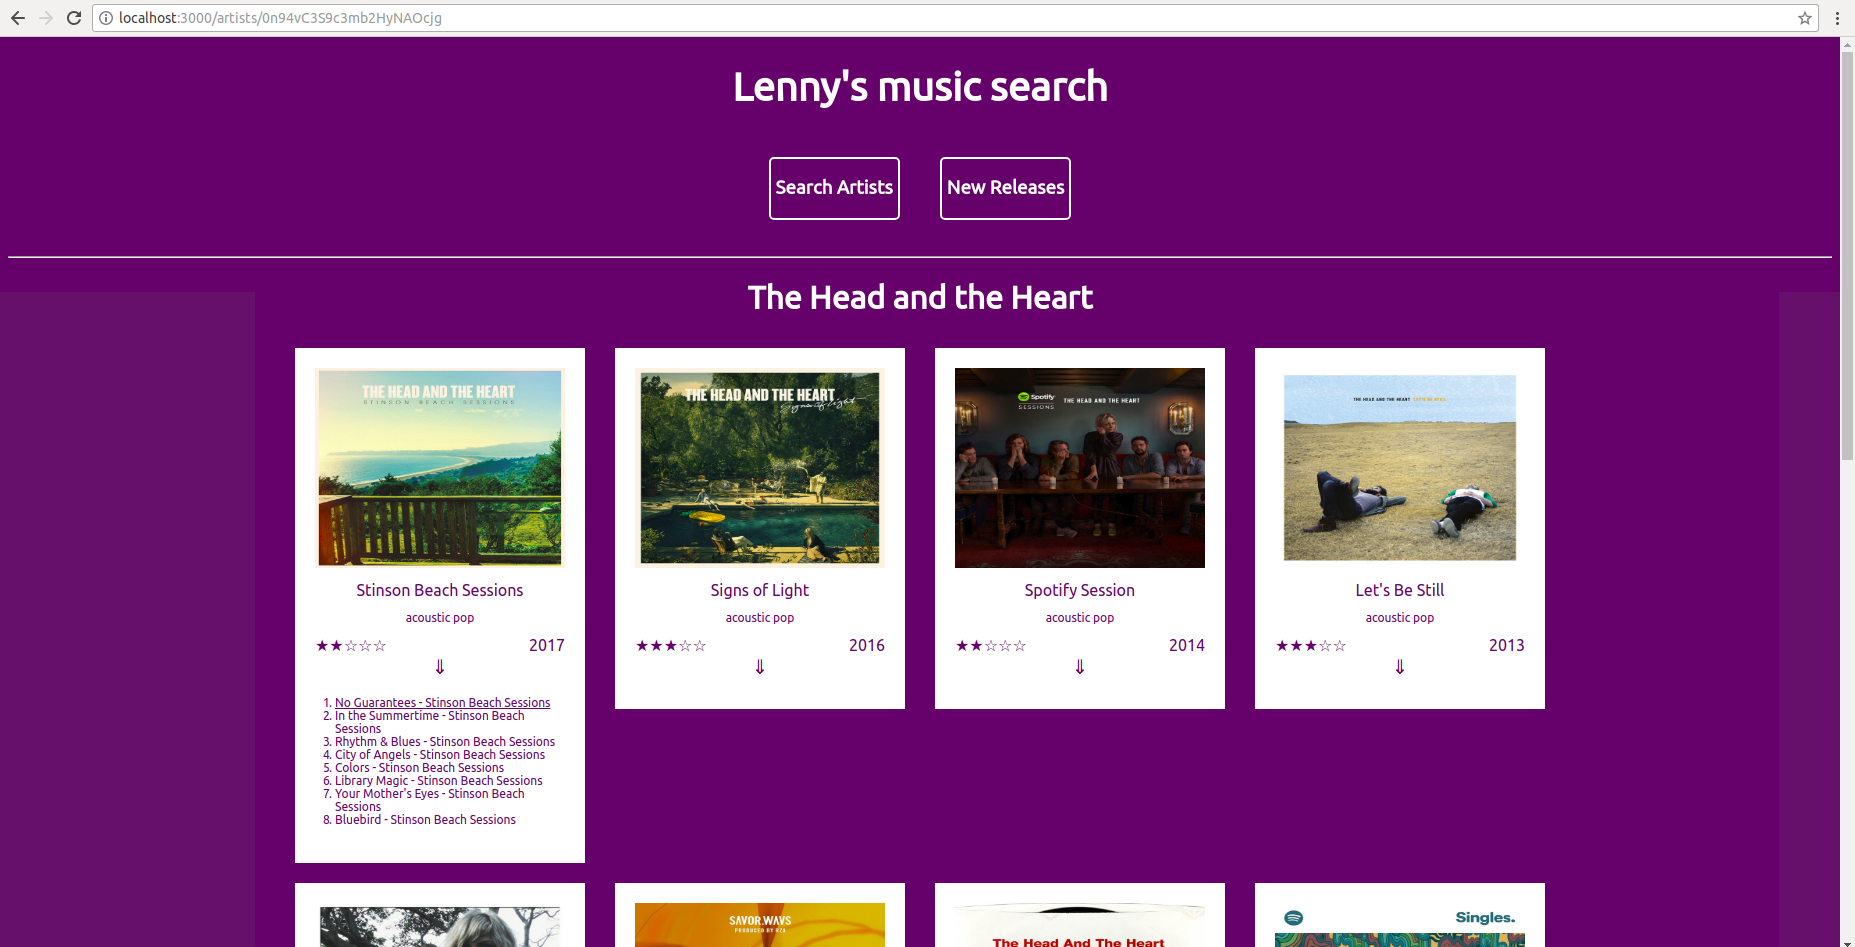 localhost:3000/artists/0n94vC3S9c3mb2HyNAOcjg
Lenny's music search
Search Artists
New Releases
The Head and the Heart
THE HEAD AND THE HEART
STINSON BEACH SESSIONS
Stinson Beach Sessions
acoustic pop
★★☆☆☆ 2017
⇓
1. No Guarantees - Stinson Beach Sessions
2. In the Summertime - Stinson Beach
Sessions
3. Rhythm & Blues - Stinson Beach Sessions
4. City of Angels - Stinson Beach Sessions
5. Colors - Stinson Beach Sessions
6. Library Magic - Stinson Beach Sessions
7. Your Mother's Eyes - Stinson Beach
Sessions
8. Bluebird - Stinson Beach Sessions
THE HEAD AND THE HEART
Signs of Light
Signs of Light
acoustic pop
★★★☆☆ 2016
⇓
Spotify
SESSIONS
THE HEAD AND THE HEART
Spotify Session
acoustic pop
★★☆☆☆ 2014
⇓
THE HEAD AND THE HEART LET'S BE STILL
Let's Be Still
acoustic pop
★★★☆☆ 2013
⇓
SAVOR.WAVS
PRODUCED BY RZA
The Head And The Heart
Singles.